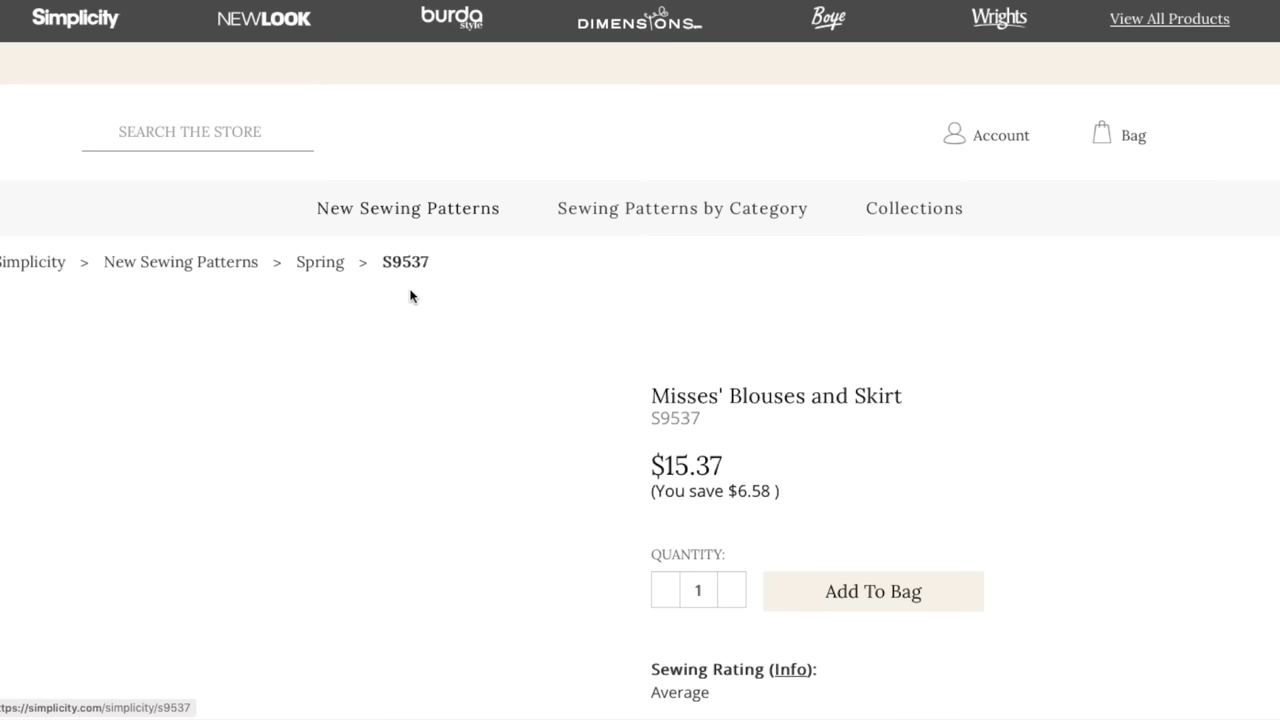 Simplicity NEWLOOK burda style DIMENSIONS Boye Wrights View All Products
SEARCH THE STORE Account Bag
New Sewing Patterns Sewing Patterns by Category Collections
Simplicity > New Sewing Patterns > Spring > S9537
Misses' Blouses and Skirt
S9537
$15.37
(You save $6.58 )
QUANTITY:
1 Add To Bag
Sewing Rating (Info):
Average
ttps://simplicity.com/simplicity/s9537